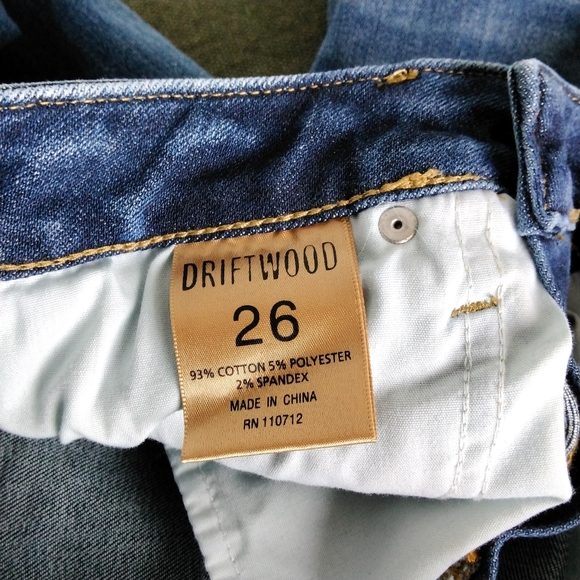 DRIFTWOOD
26
93% COTTON 5% POLYESTER
2% SPANDEX
MADE IN CHINA
RN 110712